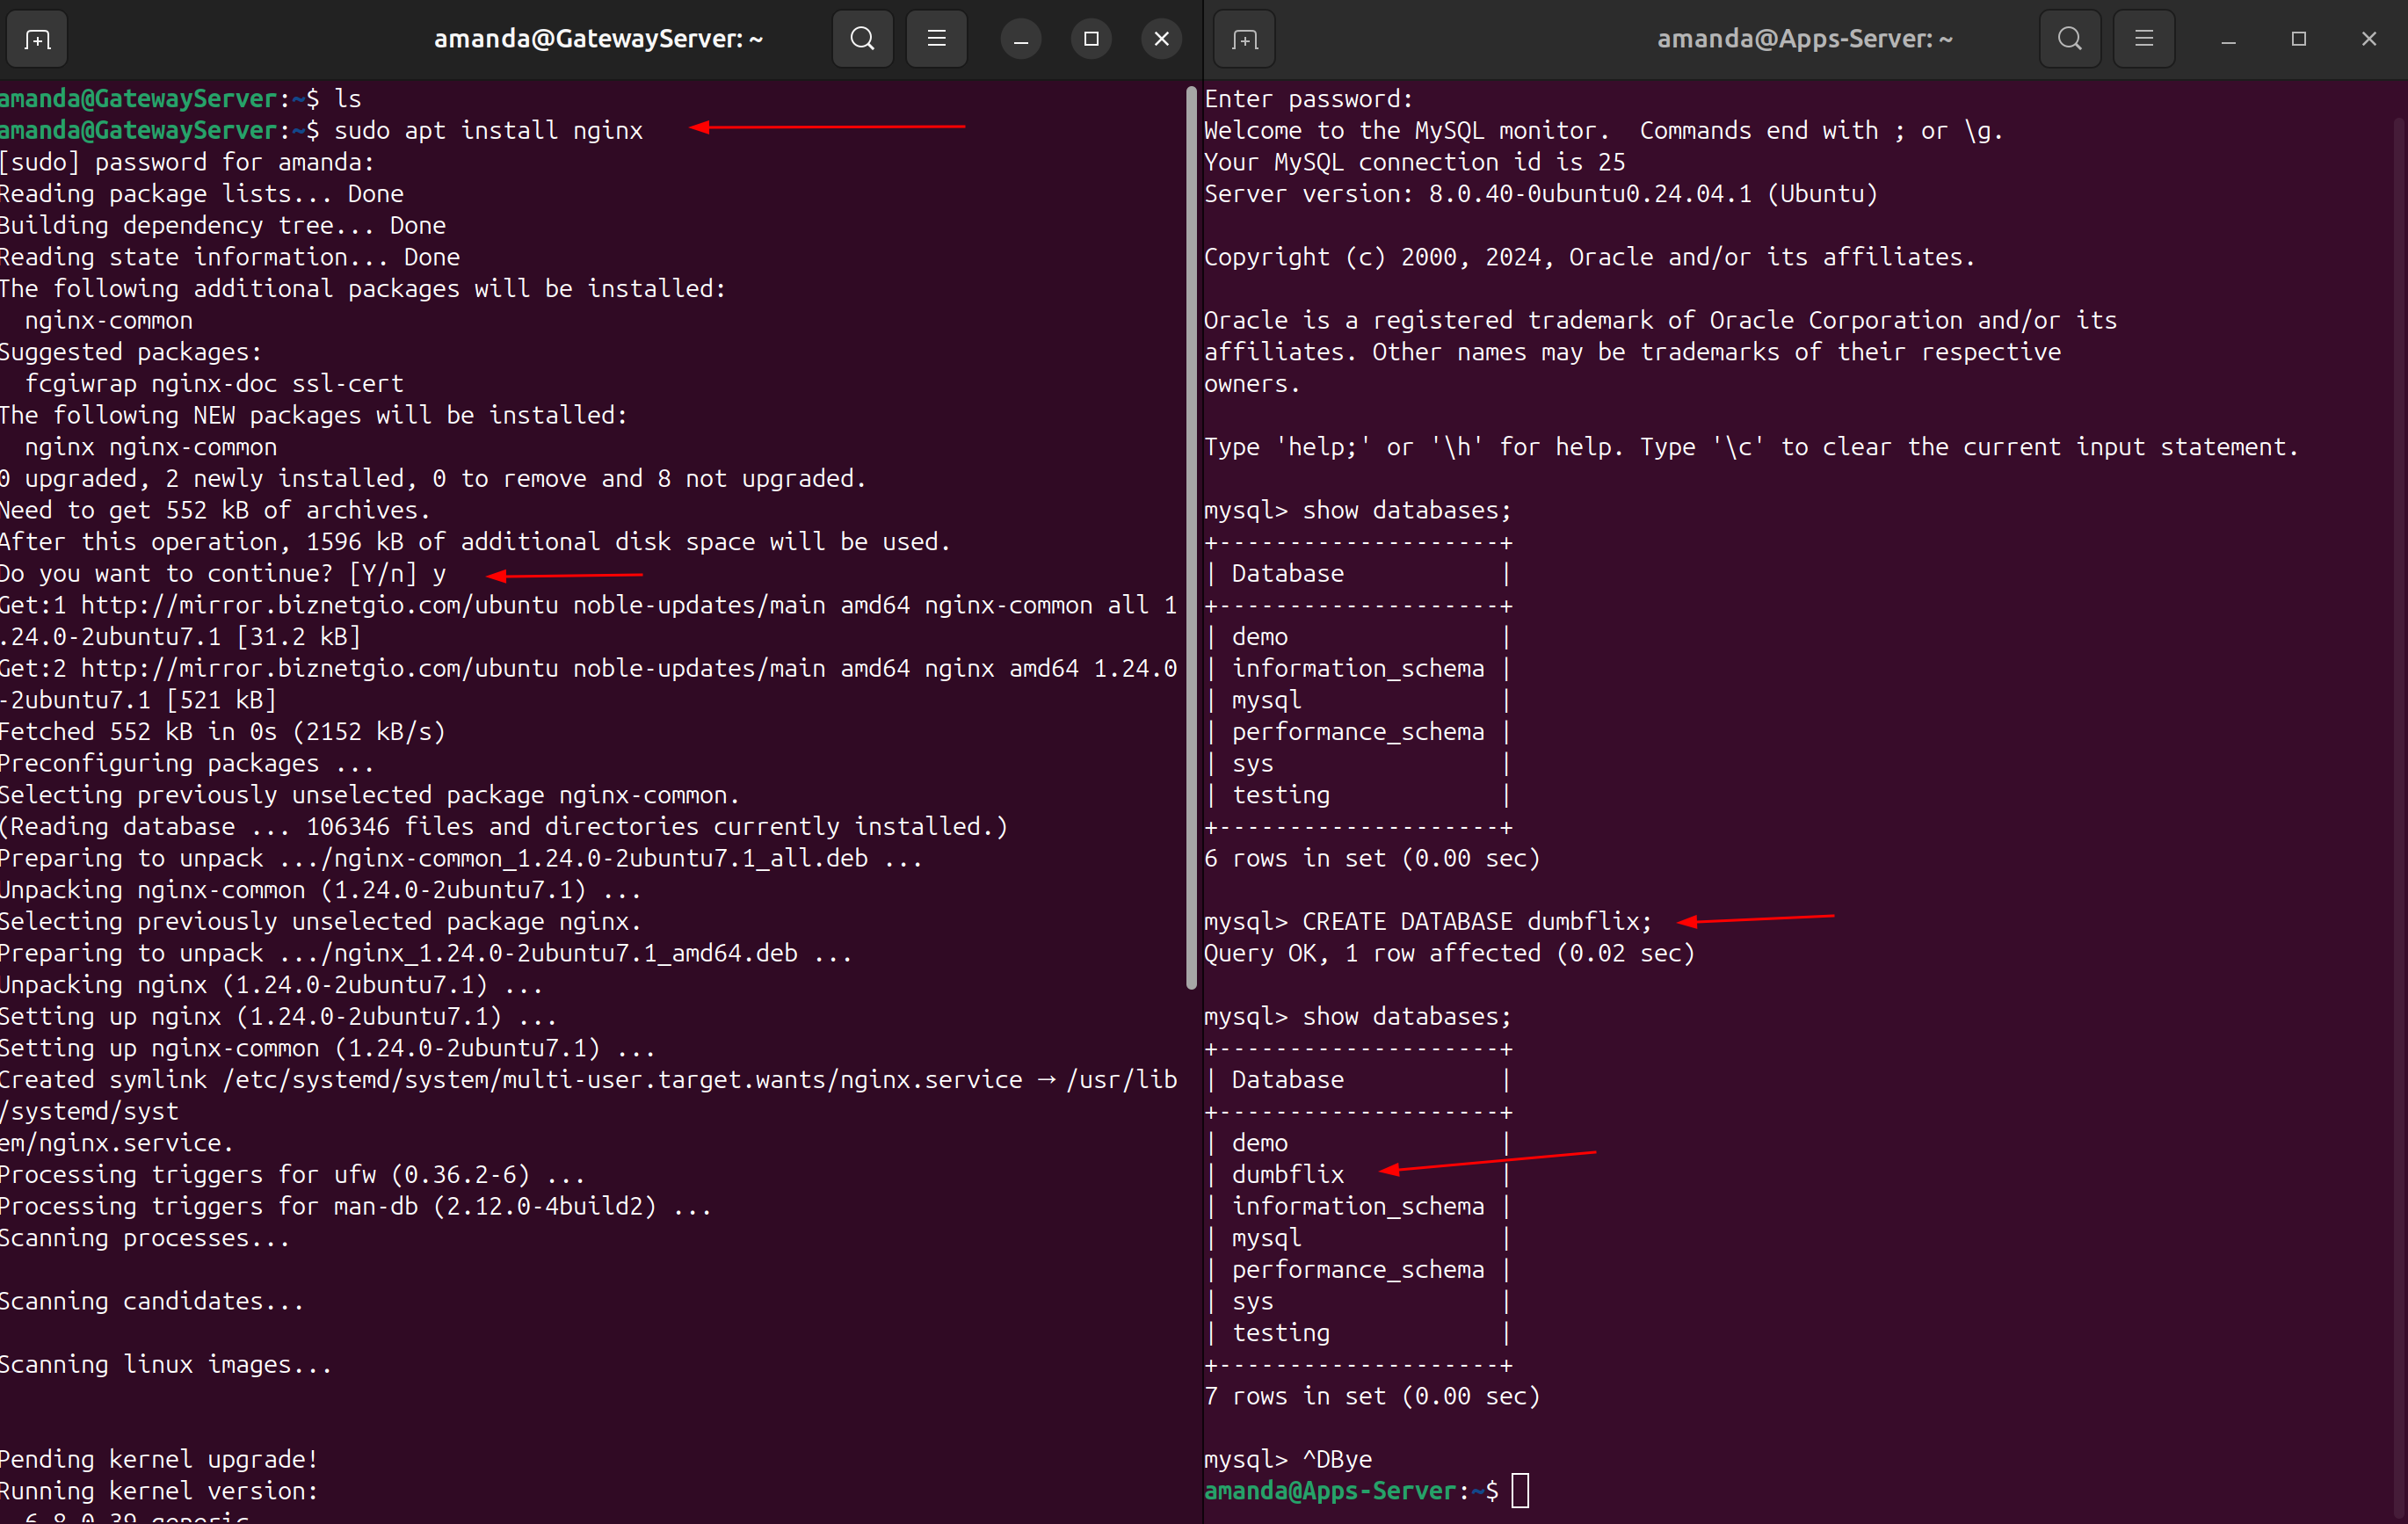 amanda@GatewayServer: ~
amanda@GatewayServer:~$ ls
amanda@GatewayServer:~$ sudo apt install nginx
[sudo] password for amanda:
Reading package lists... Done
Building dependency tree... Done
Reading state information... Done
The following additional packages will be installed:
  nginx-common
Suggested packages:
  fcgiwrap nginx-doc ssl-cert
The following NEW packages will be installed:
  nginx nginx-common
0 upgraded, 2 newly installed, 0 to remove and 8 not upgraded.
Need to get 552 kB of archives.
After this operation, 1596 kB of additional disk space will be used.
Do you want to continue? [Y/n] y
Get:1 http://mirror.biznetgio.com/ubuntu noble-updates/main amd64 nginx-common all 1
.24.0-2ubuntu7.1 [31.2 kB]
Get:2 http://mirror.biznetgio.com/ubuntu noble-updates/main amd64 nginx amd64 1.24.0
-2ubuntu7.1 [521 kB]
Fetched 552 kB in 0s (2152 kB/s)
Preconfiguring packages ...
Selecting previously unselected package nginx-common.
(Reading database ... 106346 files and directories currently installed.)
Preparing to unpack .../nginx-common_1.24.0-2ubuntu7.1_all.deb ...
Unpacking nginx-common (1.24.0-2ubuntu7.1) ...
Selecting previously unselected package nginx.
Preparing to unpack .../nginx_1.24.0-2ubuntu7.1_amd64.deb ...
Unpacking nginx (1.24.0-2ubuntu7.1) ...
Setting up nginx (1.24.0-2ubuntu7.1) ...
Setting up nginx-common (1.24.0-2ubuntu7.1) ...
Created symlink /etc/systemd/system/multi-user.target.wants/nginx.service → /usr/lib
/systemd/syst
em/nginx.service.
Processing triggers for ufw (0.36.2-6) ...
Processing triggers for man-db (2.12.0-4build2) ...
Scanning processes...
Scanning candidates...
Scanning linux images...
Pending kernel upgrade!
Running kernel version:
  6.8.0-39-generic
amanda@Apps-Server: ~
Enter password:
Welcome to the MySQL monitor.  Commands end with ; or \g.
Your MySQL connection id is 25
Server version: 8.0.40-0ubuntu0.24.04.1 (Ubuntu)
Copyright (c) 2000, 2024, Oracle and/or its affiliates.
Oracle is a registered trademark of Oracle Corporation and/or its
affiliates. Other names may be trademarks of their respective
owners.
Type 'help;' or '\h' for help. Type '\c' to clear the current input statement.
mysql> show databases;
+--------------------+
| Database           |
+--------------------+
| demo               |
| information_schema |
| mysql              |
| performance_schema |
| sys                |
| testing            |
+--------------------+
6 rows in set (0.00 sec)
mysql> CREATE DATABASE dumbflix;
Query OK, 1 row affected (0.02 sec)
mysql> show databases;
+--------------------+
| Database           |
+--------------------+
| demo               |
| dumbflix           |
| information_schema |
| mysql              |
| performance_schema |
| sys                |
| testing            |
+--------------------+
7 rows in set (0.00 sec)
mysql> ^DBye
amanda@Apps-Server:~$